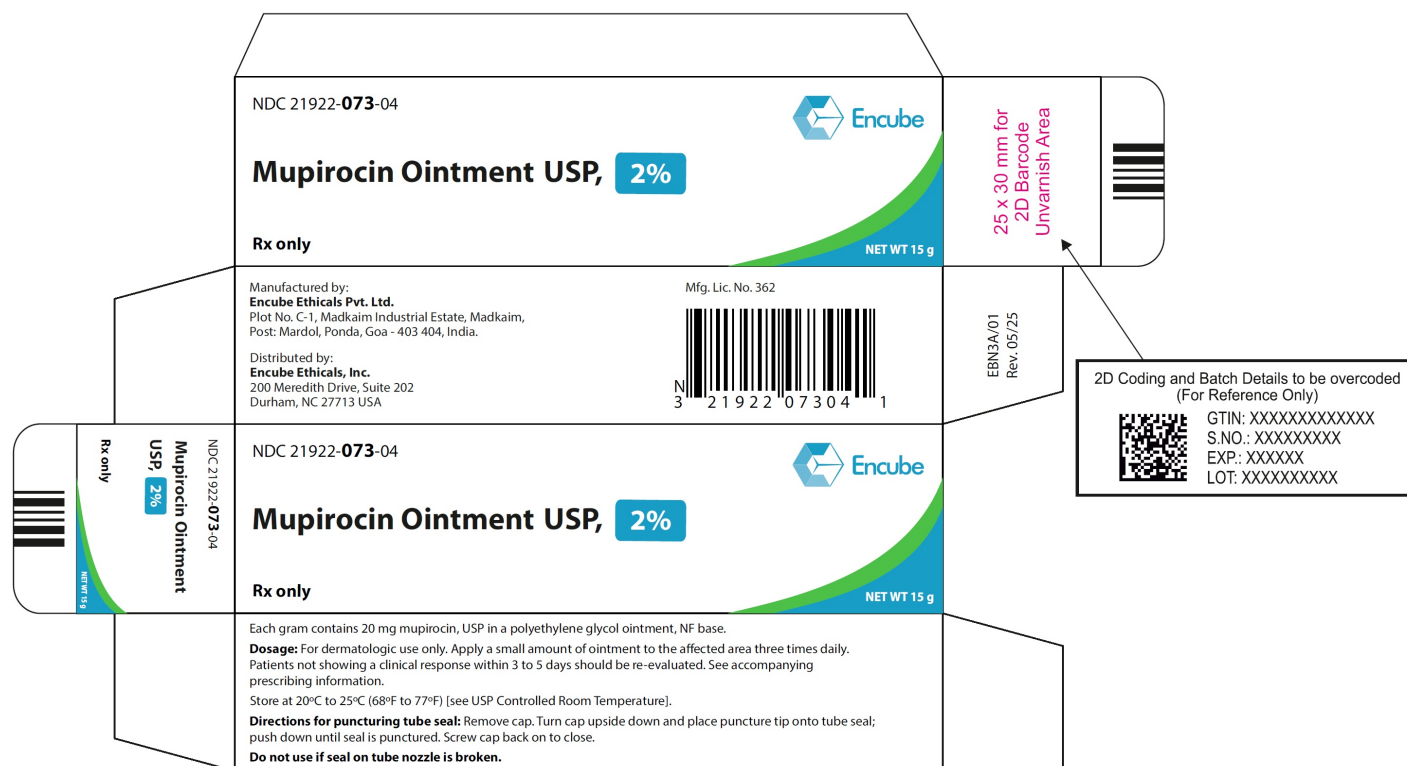 NDC 21922-073-04
Encube
Mupirocin Ointment USP, 2%
Rx only
NET WT 15 g
25 x 30 mm for
2D Barcode
Unvarnish Area
Manufactured by:
Encube Ethicals Pvt. Ltd.
Plot No. C-1, Madkaim Industrial Estate, Madkaim,
Post: Mardol, Ponda, Goa - 403 404, India.
Distributed by:
Encube Ethicals, Inc.
200 Meredith Drive, Suite 202
Durham, NC 27713 USA
Mfg. Lic. No. 362
N
3 21922 07304 1
EBN3A/01
Rev. 05/25
2D Coding and Batch Details to be overcoded
(For Reference Only)
GTIN: XXXXXXXXXXXXX
S.NO.: XXXXXXXXX
EXP.: XXXXXX
LOT: XXXXXXXXXX
NDC 21922-073-04
Mupirocin Ointment
USP, 2%
Rx only
NET WT 15 g
NDC 21922-073-04
Encube
Mupirocin Ointment USP, 2%
Rx only
NET WT 15 g
Each gram contains 20 mg mupirocin, USP in a polyethylene glycol ointment, NF base.
Dosage: For dermatologic use only. Apply a small amount of ointment to the affected area three times daily.
Patients not showing a clinical response within 3 to 5 days should be re-evaluated. See accompanying
prescribing information.
Store at 20ºC to 25ºC (68ºF to 77ºF) [see USP Controlled Room Temperature].
Directions for puncturing tube seal: Remove cap. Turn cap upside down and place puncture tip onto tube seal;
push down until seal is punctured. Screw cap back on to close.
Do not use if seal on tube nozzle is broken.